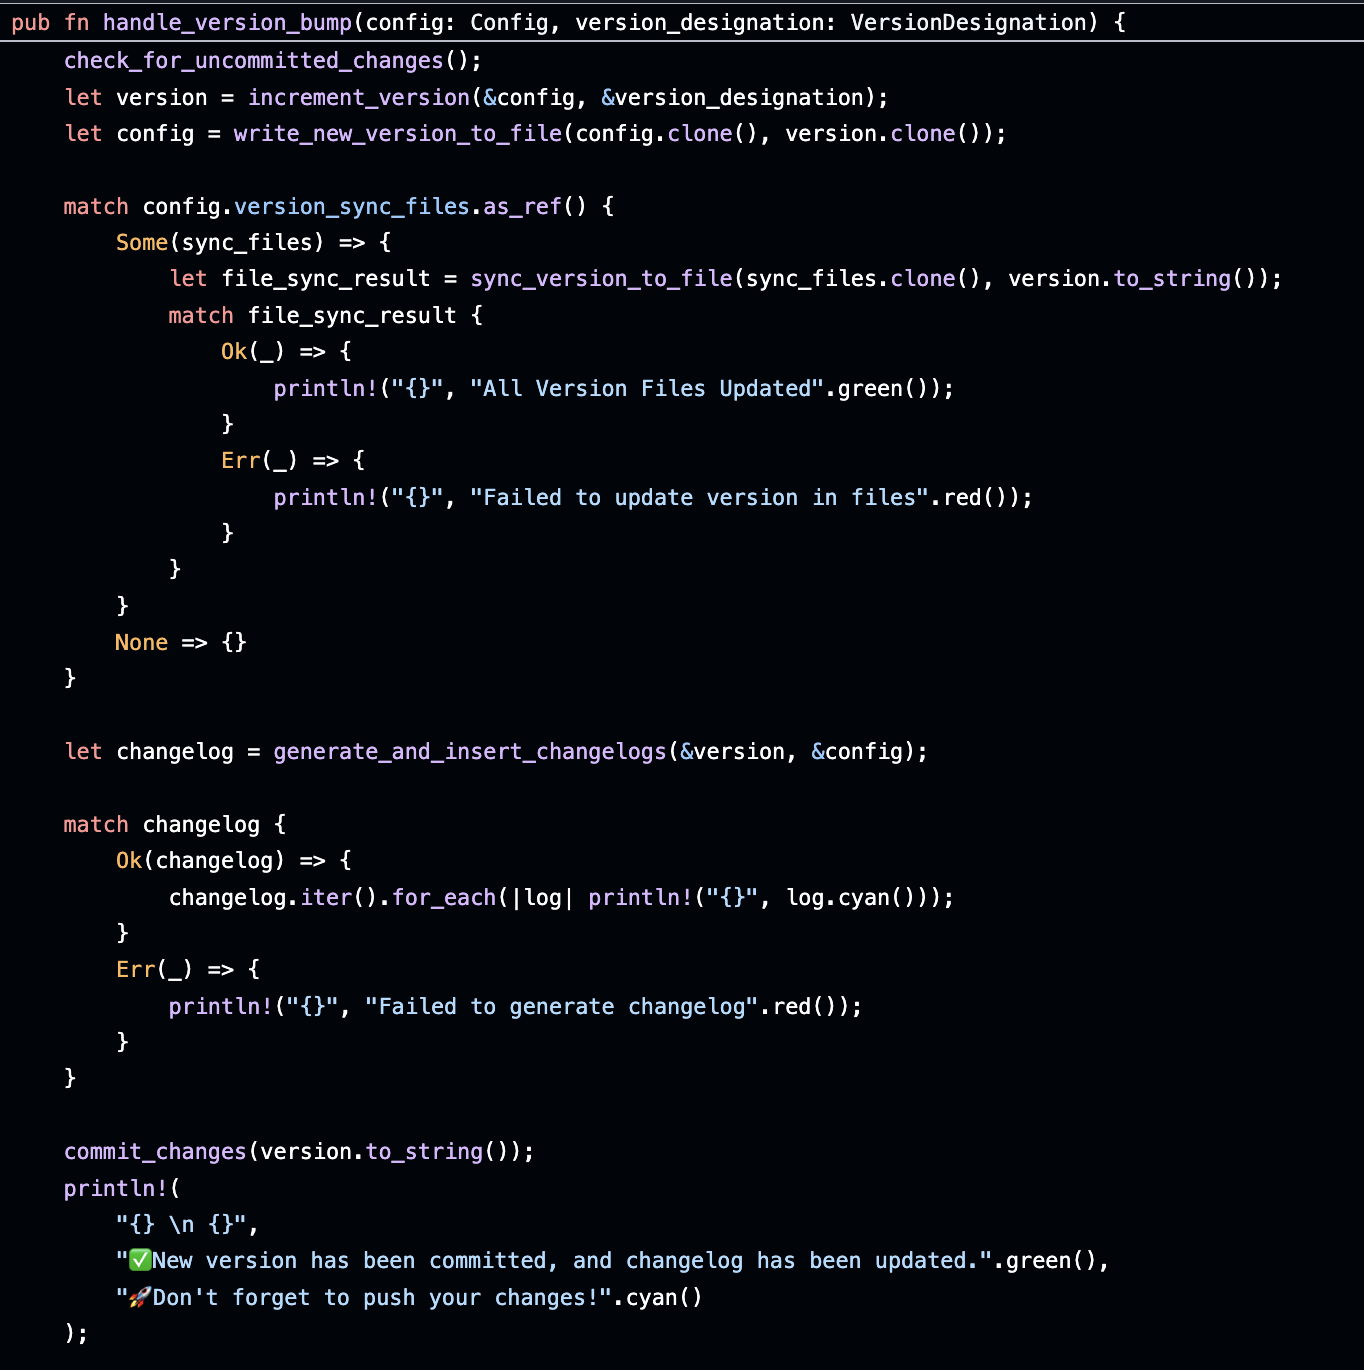 pub fn handle_version_bump(config: Config, version_designation: VersionDesignation) {
    check_for_uncommitted_changes();
    let version = increment_version(&config, &version_designation);
    let config = write_new_version_to_file(config.clone(), version.clone());

    match config.version_sync_files.as_ref() {
        Some(sync_files) => {
            let file_sync_result = sync_version_to_file(sync_files.clone(), version.to_string());
            match file_sync_result {
                Ok(_) => {
                    println!("{}", "All Version Files Updated".green());
                }
                Err(_) => {
                    println!("{}", "Failed to update version in files".red());
                }
            }
        }
        None => {}
    }

    let changelog = generate_and_insert_changelogs(&version, &config);

    match changelog {
        Ok(changelog) => {
            changelog.iter().for_each(|log| println!("{}", log.cyan()));
        }
        Err(_) => {
            println!("{}", "Failed to generate changelog".red());
        }
    }

    commit_changes(version.to_string());
    println!(
        "{} \n {}",
        "✅New version has been committed, and changelog has been updated.".green(),
        "🚀Don't forget to push your changes!".cyan()
    );